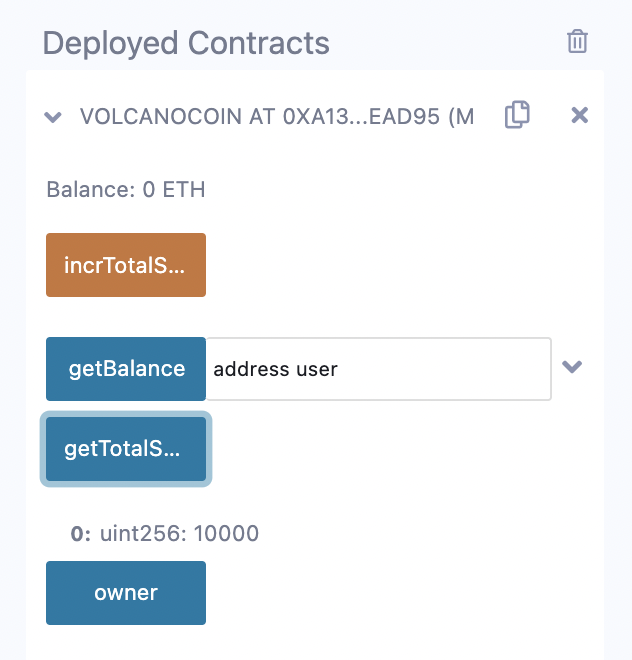 Deployed Contracts
VOLCANOCOIN AT 0XA13...EAD95 (M
Balance: 0 ETH
incrTotalS...
getBalance address user
getTotalS...
0: uint256: 10000
owner